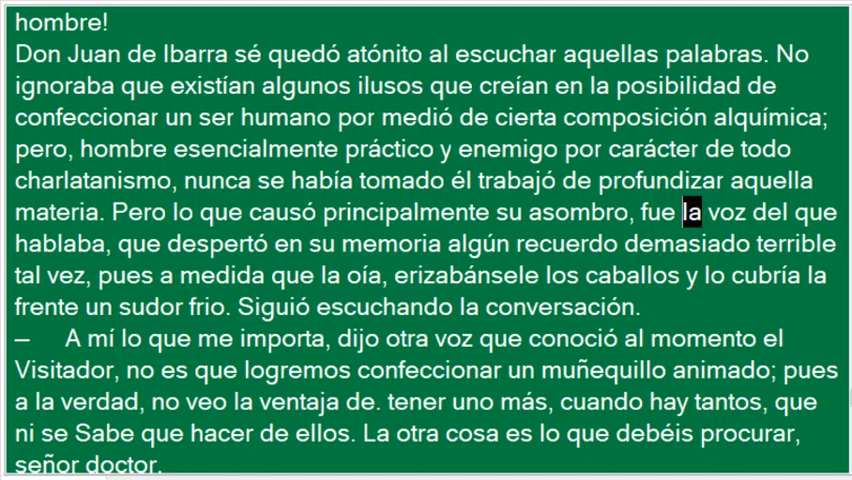 hombre!
Don Juan de Ibarra sé quedó atónito al escuchar aquellas palabras. No
ignoraba que existían algunos ilusos que creían en la posibilidad de
confeccionar un ser humano por medió de cierta composición alquímica;
pero, hombre esencialmente práctico y enemigo por carácter de todo
charlatanismo, nunca se había tomado él trabajó de profundizar aquella
materia. Pero lo que causó principalmente su asombro, fue la voz del que
hablaba, que despertó en su memoria algún recuerdo demasiado terrible
tal vez, pues a medida que la oía, erizabánsele los caballos y lo cubría la
frente un sudor frio. Siguió escuchando la conversación.
– A mí lo que me importa, dijo otra voz que conoció al momento el
Visitador, no es que logremos confeccionar un muñequillo animado; pues
a la verdad, no veo la ventaja de. tener uno más, cuando hay tantos, que
ni se Sabe que hacer de ellos. La otra cosa es lo que debéis procurar,
señor doctor.